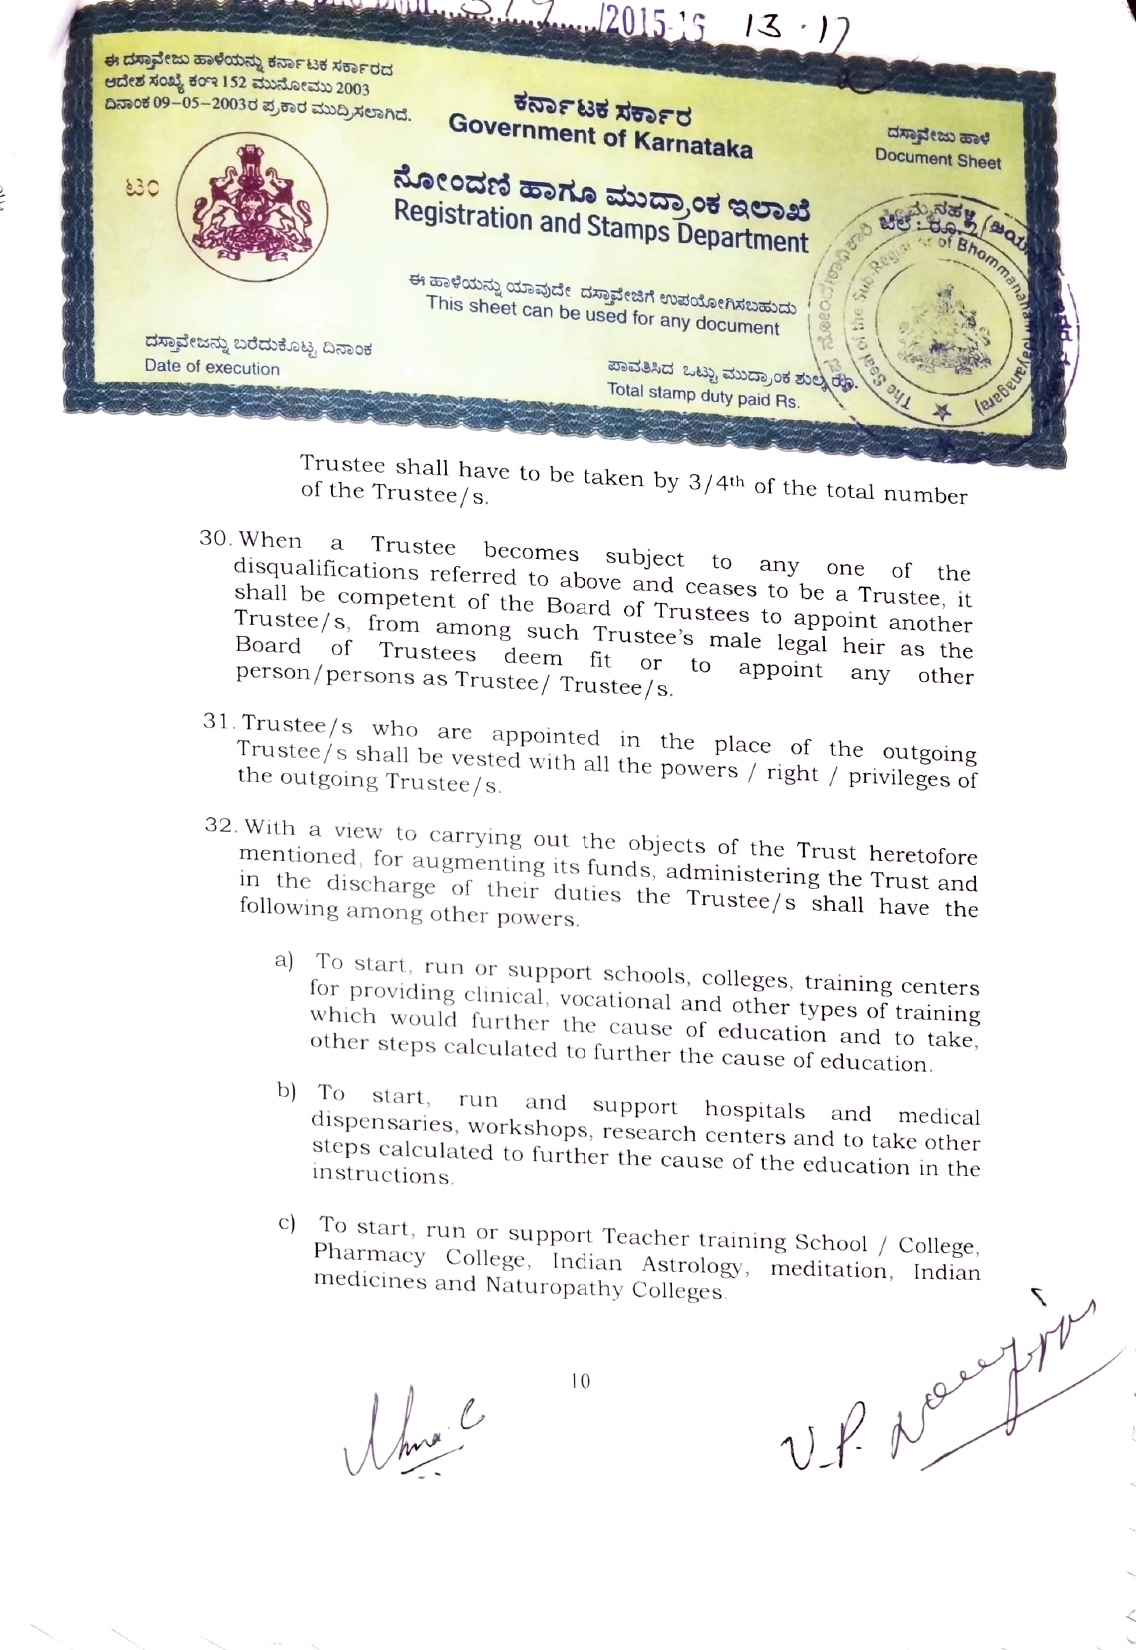 /2015-16 13-17
ಈ ದಸ್ತಾವೇಜು ಹಾಳೆಯನ್ನು ಕರ್ನಾಟಕ ಸರ್ಕಾರದ
ಆದೇಶ ಸಂಖ್ಯೆ ಕಂಇ 152 ಮುನೋಮು 2003
ದಿನಾಂಕ 09-05-2003ರ ಪ್ರಕಾರ ಮುದ್ರಿಸಲಾಗಿದೆ.
ಕರ್ನಾಟಕ ಸರ್ಕಾರ
Government of Karnataka
ದಸ್ತಾವೇಜು ಹಾಳೆ
Document Sheet
ನೋಂದಣಿ ಹಾಗೂ ಮುದ್ರಾಂಕ ಇಲಾಖೆ
Registration and Stamps Department
ಬೆಲೆ : ರೂ.
The Seal of the Sub-Registrar of Bhommanahalli (Jayanagara)
ಈ ಹಾಳೆಯನ್ನು ಯಾವುದೇ ದಸ್ತಾವೇಜಿಗೆ ಉಪಯೋಗಿಸಬಹುದು
This sheet can be used for any document
ದಸ್ತಾವೇಜನ್ನು ಬರೆದುಕೊಟ್ಟ ದಿನಾಂಕ
Date of execution
ಪಾವತಿಸಿದ ಒಟ್ಟು ಮುದ್ರಾಂಕ ಶುಲ್ಕ ರೂ.
Total stamp duty paid Rs.
Trustee shall have to be taken by 3/4th of the total number
of the Trustee/s.
30. When a Trustee becomes subject to any one of the
disqualifications referred to above and ceases to be a Trustee, it
shall be competent of the Board of Trustees to appoint another
Trustee/s, from among such Trustee's male legal heir as the
Board of Trustees deem fit or to appoint any other
person/persons as Trustee/ Trustee/s.
31. Trustee/s who are appointed in the place of the outgoing
Trustee/s shall be vested with all the powers / right / privileges of
the outgoing Trustee/s.
32. With a view to carrying out the objects of the Trust heretofore
mentioned, for augmenting its funds, administering the Trust and
in the discharge of their duties the Trustee/s shall have the
following among other powers.
a) To start, run or support schools, colleges, training centers
for providing clinical, vocational and other types of training
which would further the cause of education and to take,
other steps calculated to further the cause of education.
b) To start, run and support hospitals and medical
dispensaries, workshops, research centers and to take other
steps calculated to further the cause of the education in the
instructions.
c) To start, run or support Teacher training School / College,
Pharmacy College, Indian Astrology, meditation, Indian
medicines and Naturopathy Colleges.
10
V.P.